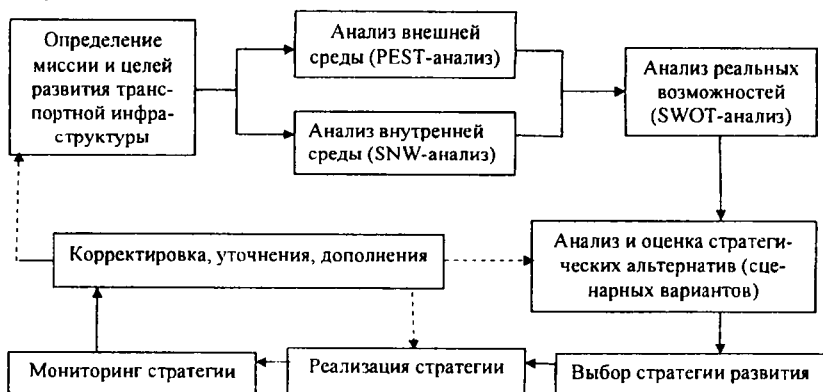 Определение
миссии и целей
развития транс-
портной инфра-
структуры
Анализ внешней
среды (PEST-анализ)
Анализ внутренней
среды (SNW-анализ)
Анализ реальных
возможностей
(SWOT-анализ)
Корректировка, уточнения, дополнения
Анализ и оценка стратеги-
ческих альтернатив (сце-
нарных вариантов)
Мониторинг стратегии
Реализация стратегии
Выбор стратегии развития